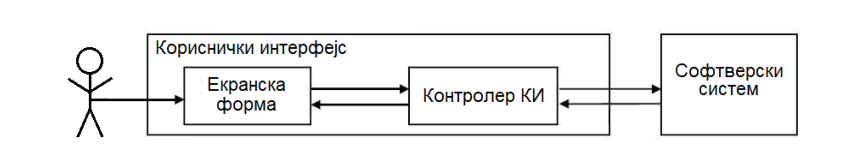 Кориснички интерфејс
Екранска
форма
Контролер КИ
Софтверски
систем